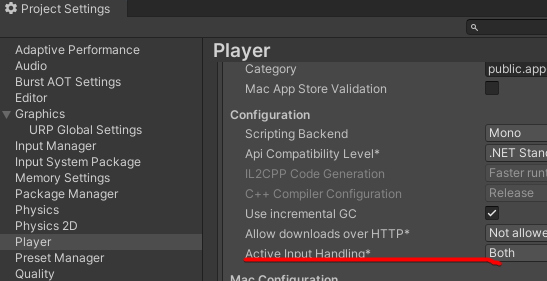 Project Settings
Adaptive Performance
Audio
Burst AOT Settings
Editor
Graphics
URP Global Settings
Input Manager
Input System Package
Memory Settings
Package Manager
Physics
Physics 2D
Player
Preset Manager
Quality
Player
Category public.app
Mac App Store Validation
Configuration
Scripting Backend Mono
Api Compatibility Level* .NET Stand
IL2CPP Code Generation Faster runt
C++ Compiler Configuration Release
Use incremental GC
Allow downloads over HTTP* Not allowe
Active Input Handling* Both
Mac Configuration